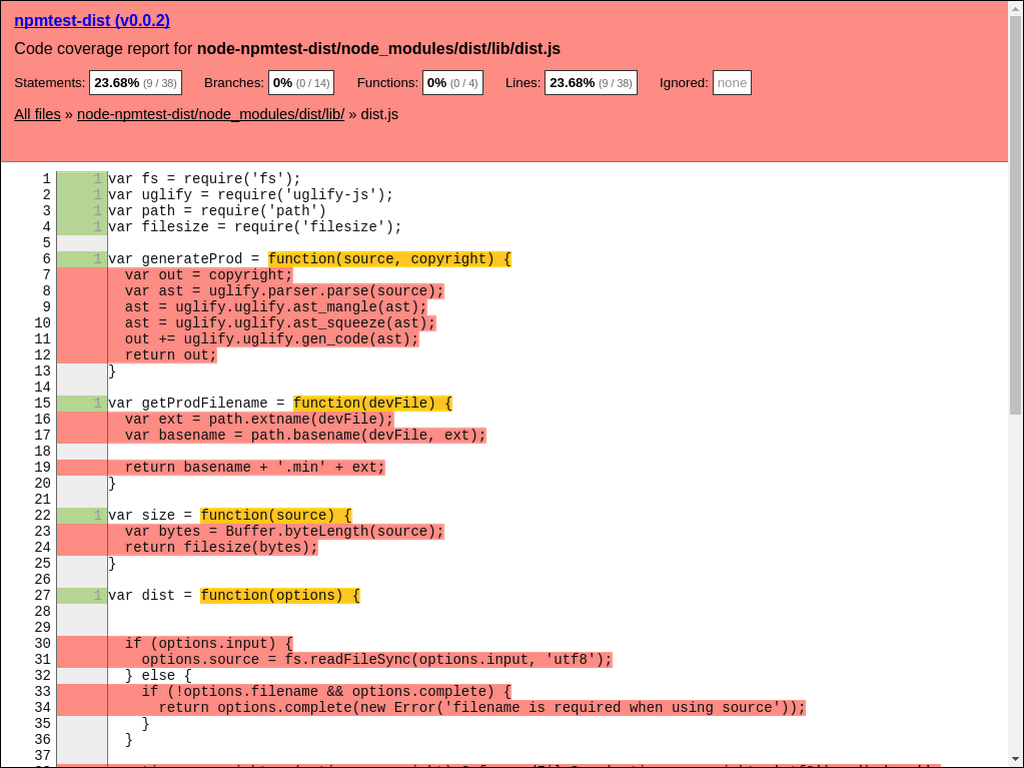 npmtest-dist (v0.0.2)
Code coverage report for node-npmtest-dist/node_modules/dist/lib/dist.js
Statements: 23.68% (9 / 38) Branches: 0% (0 / 14) Functions: 0% (0 / 4) Lines: 23.68% (9 / 38) Ignored: none
All files » node-npmtest-dist/node_modules/dist/lib/ » dist.js
1 1 var fs = require('fs');
2 1 var uglify = require('uglify-js');
3 1 var path = require('path')
4 1 var filesize = require('filesize');
5
6 1 var generateProd = function(source, copyright) {
7 var out = copyright;
8 var ast = uglify.parser.parse(source);
9 ast = uglify.uglify.ast_mangle(ast);
10 ast = uglify.uglify.ast_squeeze(ast);
11 out += uglify.uglify.gen_code(ast);
12 return out;
13 }
14
15 1 var getProdFilename = function(devFile) {
16 var ext = path.extname(devFile);
17 var basename = path.basename(devFile, ext);
18
19 return basename + '.min' + ext;
20 }
21
22 1 var size = function(source) {
23 var bytes = Buffer.byteLength(source);
24 return filesize(bytes);
25 }
26
27 1 var dist = function(options) {
28
29
30 if (options.input) {
31 options.source = fs.readFileSync(options.input, 'utf8');
32 } else {
33 if (!options.filename && options.complete) {
34 return options.complete(new Error('filename is required when using source'));
35 }
36 }
37